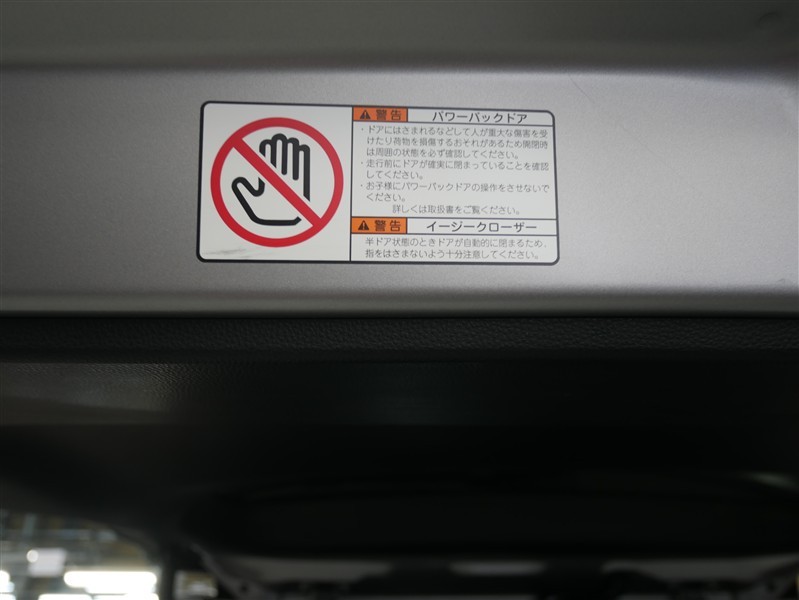 警告 パワーバックドア
・ドアにはさまれるなどして人が重大な傷害を受
けたり荷物を損傷するおそれがあるため開閉時
は周囲の状態を必ず確認してください。
・走行前にドアが確実に閉まっていることを確認
してください。
・お子様にパワーバックドアの操作をさせないで
ください。
詳しくは取扱書をご覧ください。
警告 イージークローザー
半ドア状態のときドアが自動的に閉まるため、
指をはさまないよう十分注意してください。